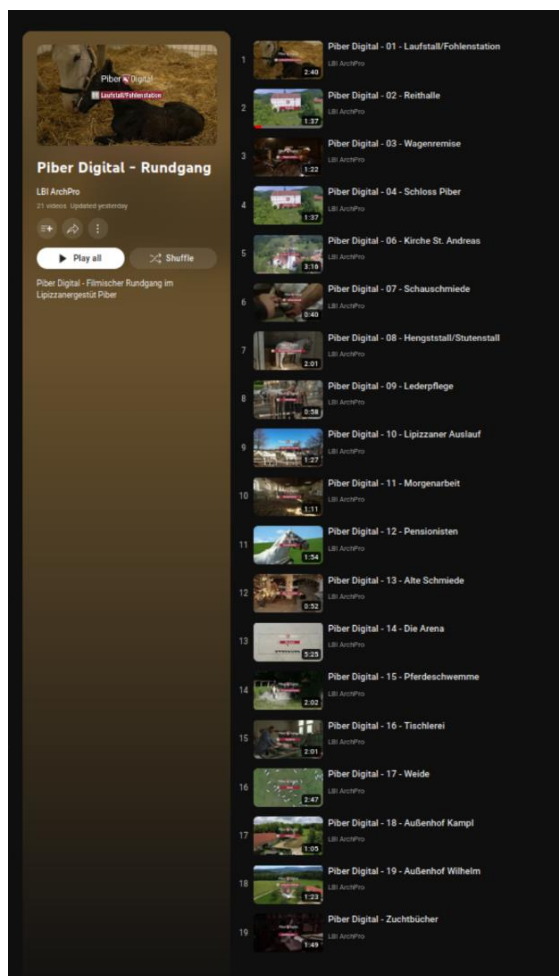 Piber Digital
Laufstall/Fohlenstation
Piber Digital - Rundgang
LBI ArchPro
21 videos Updated yesterday
Play all
Shuffle
Piber Digital - Filmischer Rundgang im
Lipizzanergestüt Piber
1
2:40
Piber Digital - 01 - Laufstall/Fohlenstation
LBI ArchPro
2
1:37
Piber Digital - 02 - Reithalle
LBI ArchPro
3
1:22
Piber Digital - 03 - Wagenremise
LBI ArchPro
4
1:37
Piber Digital - 04 - Schloss Piber
LBI ArchPro
5
3:16
Piber Digital - 06 - Kirche St. Andreas
LBI ArchPro
6
0:40
Piber Digital - 07 - Schauschmiede
LBI ArchPro
7
2:01
Piber Digital - 08 - Hengststall/Stutenstall
LBI ArchPro
8
0:58
Piber Digital - 09 - Lederpflege
LBI ArchPro
9
1:27
Piber Digital - 10 - Lipizzaner Auslauf
LBI ArchPro
10
1:11
Piber Digital - 11 - Morgenarbeit
LBI ArchPro
11
1:54
Piber Digital - 12 - Pensionisten
LBI ArchPro
12
0:52
Piber Digital - 13 - Alte Schmiede
LBI ArchPro
13
5:25
Piber Digital - 14 - Die Arena
LBI ArchPro
14
2:02
Piber Digital - 15 - Pferdeschwemme
LBI ArchPro
15
2:01
Piber Digital - 16 - Tischlerei
LBI ArchPro
16
2:47
Piber Digital - 17 - Weide
LBI ArchPro
17
1:05
Piber Digital - 18 - Außenhof Kampl
LBI ArchPro
18
1:23
Piber Digital - 19 - Außenhof Wilhelm
LBI ArchPro
19
1:49
Piber Digital - Zuchtbücher
LBI ArchPro